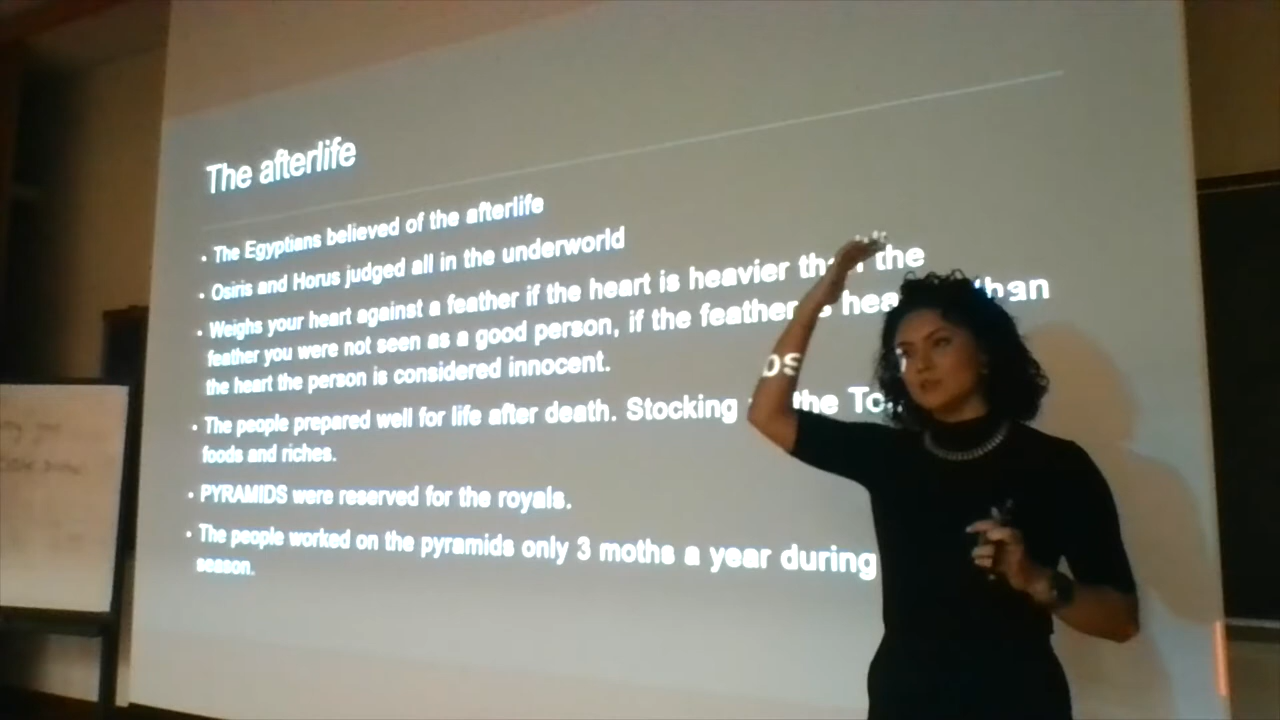 The afterlife
• The Egyptians believed of the afterlife
• Osiris and Horus judged all in the underworld
• Weighs your heart against a feather if the heart is heavier than the
feather you were not seen as a good person, if the feather is than
the heart the person is considered innocent.
• The people prepared well for life after death. Stocking the
foods and riches.
• PYRAMIDS were reserved for the royals.
• The people worked on the pyramids only 3 moths a year during
season.